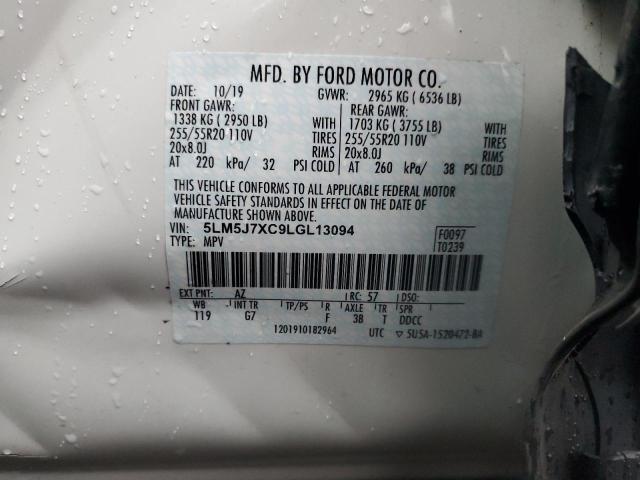 MFD. BY FORD MOTOR CO.
DATE: 10/19 GVWR: 2965 KG ( 6536 LB)
FRONT GAWR: REAR GAWR:
1338 KG ( 2950 LB) WITH 1703 KG ( 3755 LB) WITH
255/55R20 110V TIRES 255/55R20 110V TIRES
20x8.0J RIMS 20x8.0J RIMS
AT 220 kPa/ 32 PSI COLD AT 260 kPa/ 38 PSI COLD
THIS VEHICLE CONFORMS TO ALL APPLICABLE FEDERAL MOTOR
VEHICLE SAFETY STANDARDS AND THEFT PREVENTION STANDARDS IN
EFFECT ON THE DATE OF MANUFACTURE SHOWN ABOVE.
VIN: 5LM5J7XC9LGL13094 F0097
TYPE: MPV T0239
EXT PNT: AZ RC: 57 DSO:
WB INT TR TP/PS R AXLE TR SPR
119 G7 F 3B T DDCC
1201910182964 UTC ▽ 5U5A-1520472-BA